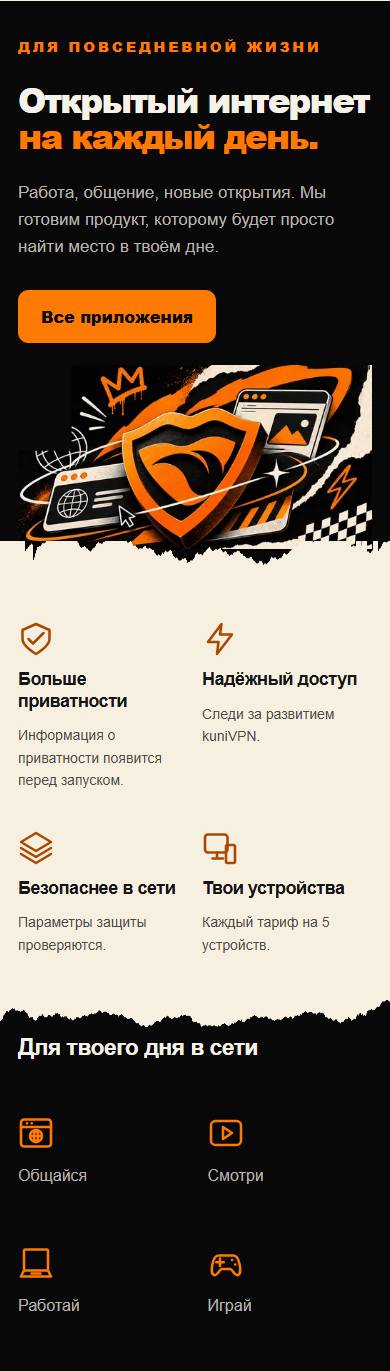 ДЛЯ ПОВСЕДНЕВНОЙ ЖИЗНИ
Открытый интернет
на каждый день.
Работа, общение, новые открытия. Мы
готовим продукт, которому будет просто
найти место в твоём дне.
Все приложения
Больше
приватности
Информация о
приватности появится
перед запуском.
Надёжный доступ
Следи за развитием
kuniVPN.
Безопаснее в сети
Параметры защиты
проверяются.
Твои устройства
Каждый тариф на 5
устройств.
Для твоего дня в сети
Общайся
Смотри
Работай
Играй